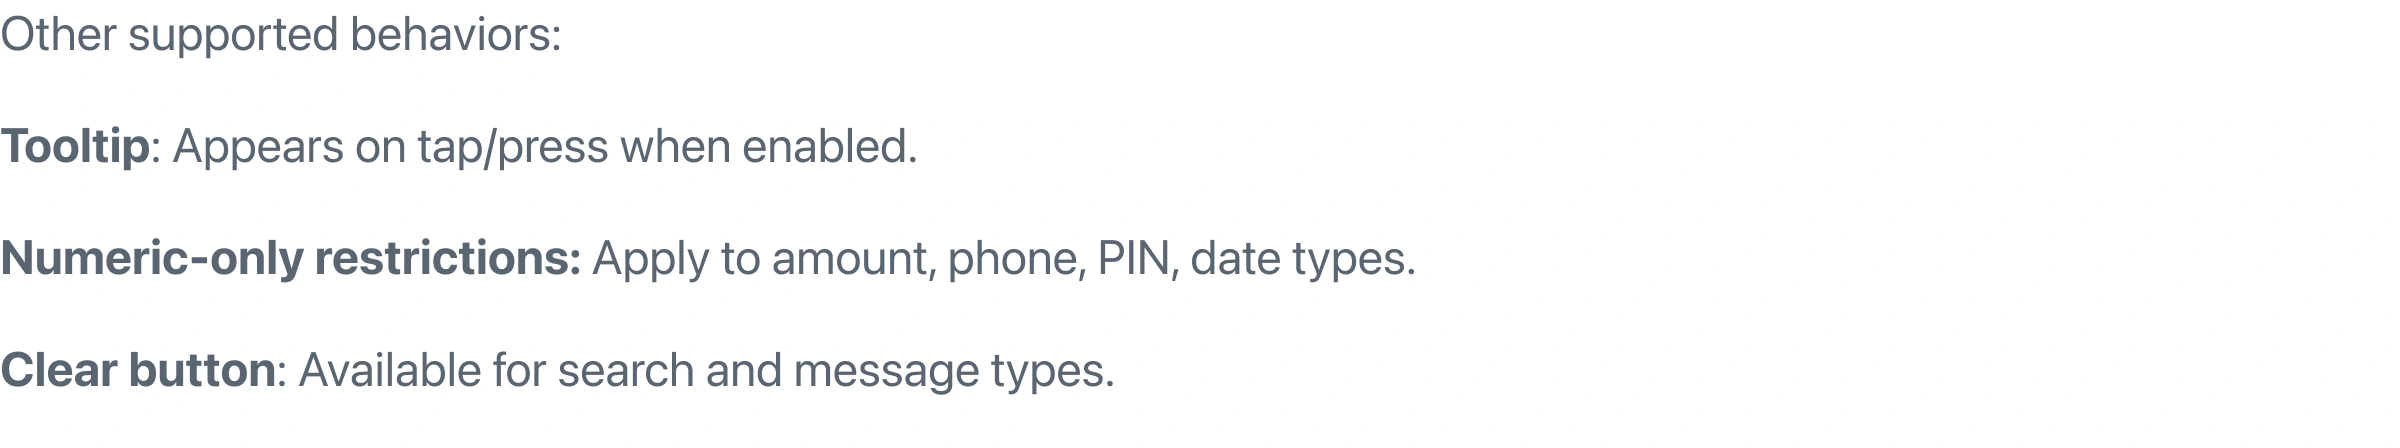 Other supported behaviors:
Tooltip: Appears on tap/press when enabled.
Numeric-only restrictions: Apply to amount, phone, PIN, date types.
Clear button: Available for search and message types.